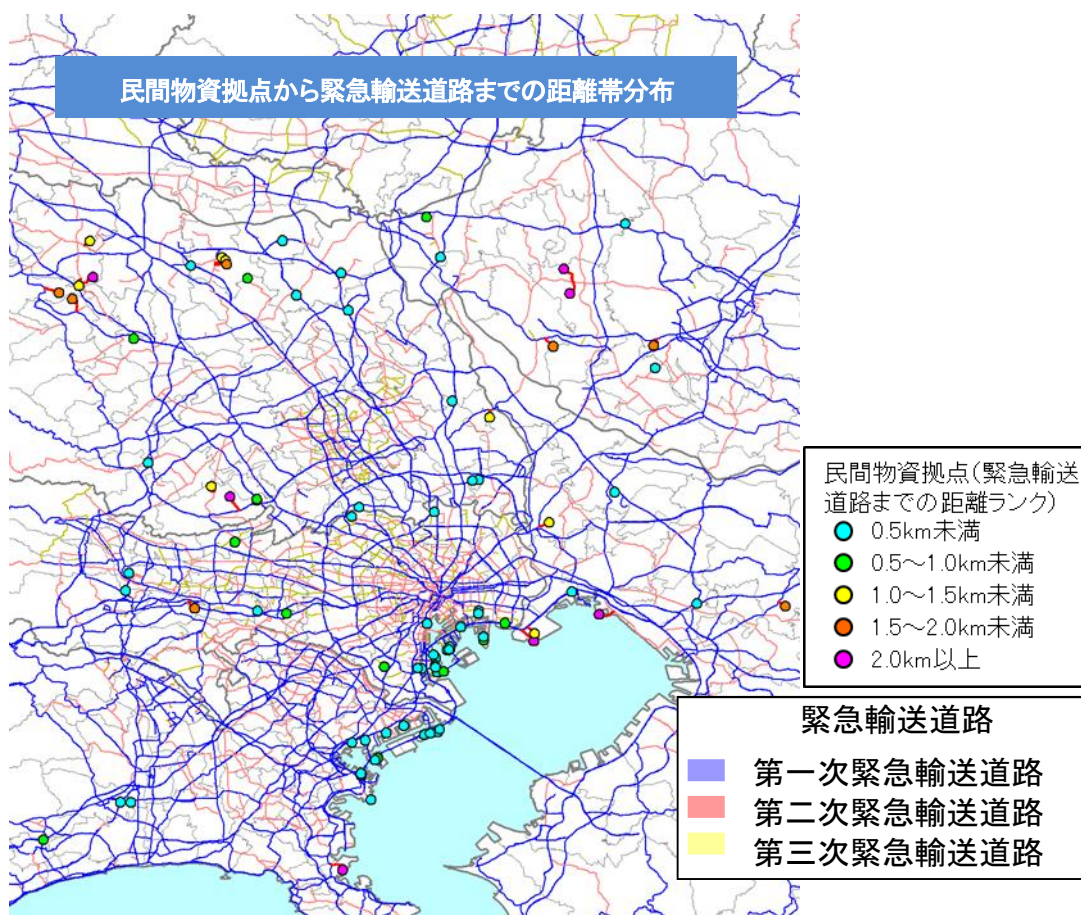 民間物資拠点から緊急輸送道路までの距離帯分布
民間物資拠点(緊急輸送
道路までの距離ランク)
0.5km未満
0.5～1.0km未満
1.0～1.5km未満
1.5～2.0km未満
2.0km以上
緊急輸送道路
第一次緊急輸送道路
第二次緊急輸送道路
第三次緊急輸送道路